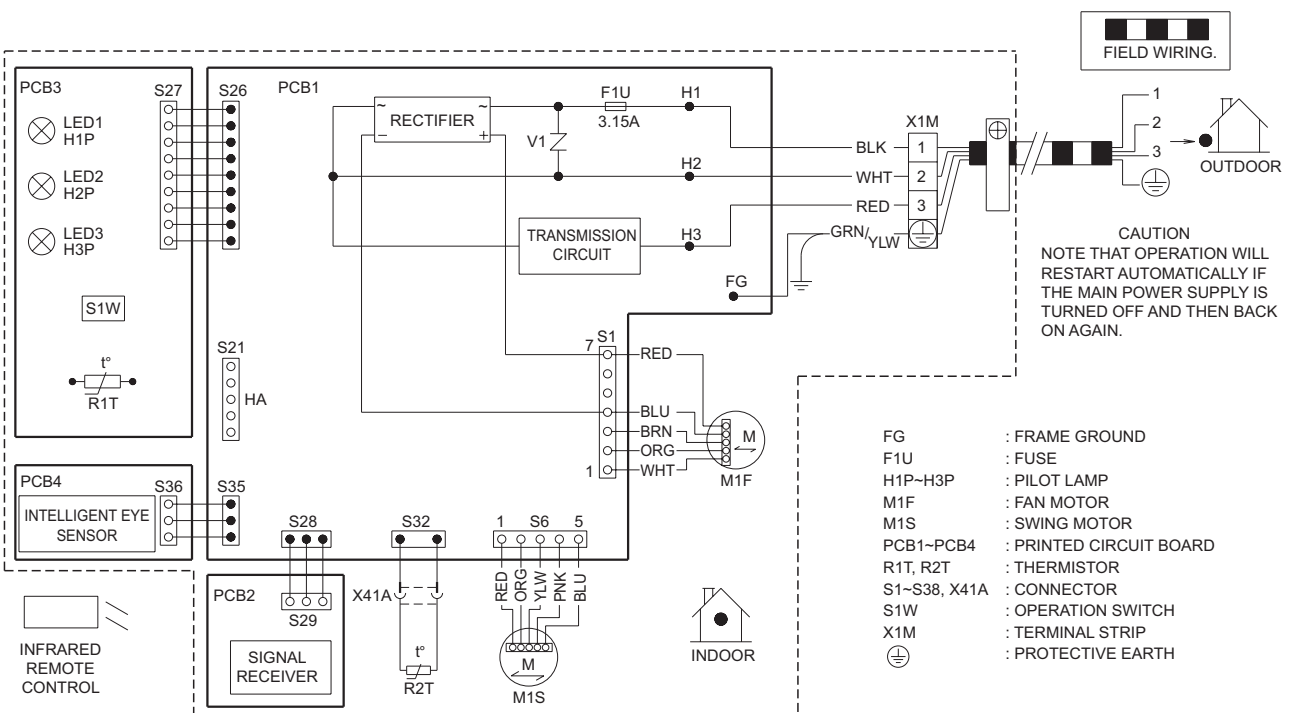 FIELD WIRING.
PCB3
S27
S26
PCB1
LED1
H1P
LED2
H2P
LED3
H3P
S1W
t°
R1T
~
~
RECTIFIER
−
+
F1U
3.15A
H1
V1
H2
TRANSMISSION
CIRCUIT
H3
FG
BLK
WHT
RED
GRN/
YLW
X1M
1
2
3
1
2
3
OUTDOOR
CAUTION
NOTE THAT OPERATION WILL
RESTART AUTOMATICALLY IF
THE MAIN POWER SUPPLY IS
TURNED OFF AND THEN BACK
ON AGAIN.
S21
HA
S1
7
1
RED
BLU
BRN
ORG
WHT
M
M1F
PCB4
S36
S35
INTELLIGENT EYE
SENSOR
S28
S32
1
S6
5
PCB2
S29
SIGNAL
RECEIVER
X41A
t°
R2T
RED
ORG
YLW
PNK
BLU
M
M1S
INFRARED
REMOTE
CONTROL
INDOOR
FG : FRAME GROUND
F1U : FUSE
H1P~H3P : PILOT LAMP
M1F : FAN MOTOR
M1S : SWING MOTOR
PCB1~PCB4 : PRINTED CIRCUIT BOARD
R1T, R2T : THERMISTOR
S1~S38, X41A : CONNECTOR
S1W : OPERATION SWITCH
X1M : TERMINAL STRIP
: PROTECTIVE EARTH